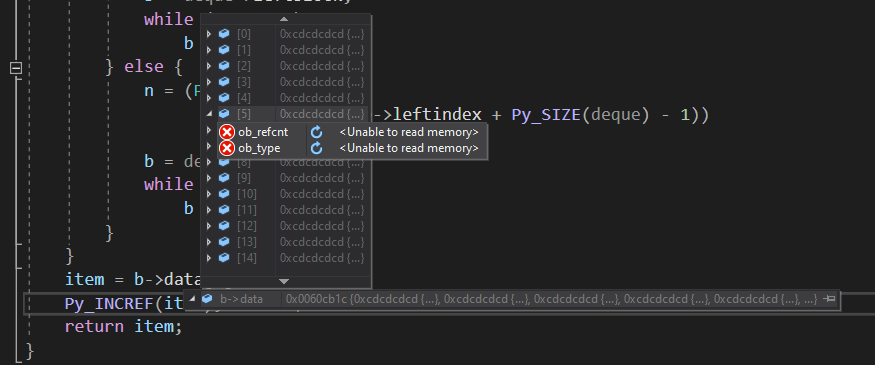 while
[0] 0xcdcdcdcd {...}
b [1] 0xcdcdcdcd {...}
[2] 0xcdcdcdcd {...}
} else { [3] 0xcdcdcdcd {...}
n = ( [4] 0xcdcdcdcd {...}
[5] 0xcdcdcdcd {...} ->leftindex + Py_SIZE(deque) - 1))
ob_refcnt <Unable to read memory>
ob_type <Unable to read memory>
b = de [8] 0xcdcdcdcd {...}
[9] 0xcdcdcdcd {...}
while [10] 0xcdcdcdcd {...}
b [11] 0xcdcdcdcd {...}
[12] 0xcdcdcdcd {...}
} [13] 0xcdcdcdcd {...}
} [14] 0xcdcdcdcd {...}
item = b->data
Py_INCREF(it b->data 0x0060cb1c {0xcdcdcdcd {...}, 0xcdcdcdcd {...}, 0xcdcdcdcd {...}, 0xcdcdcdcd {...}, 0xcdcdcdcd {...}, ...}
return item;
}